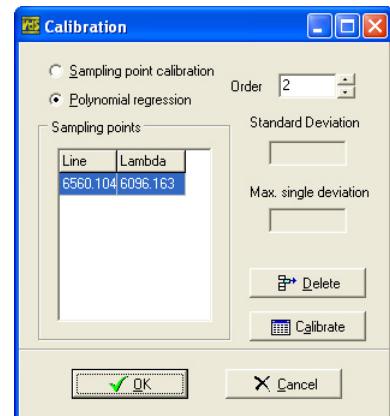 Calibration
Sampling point calibration
Polynomial regression
Order 2
Sampling points
Line Lambda
6560.104 6096.163
Standard Deviation
Max. single deviation
Delete
Calibrate
OK
Cancel